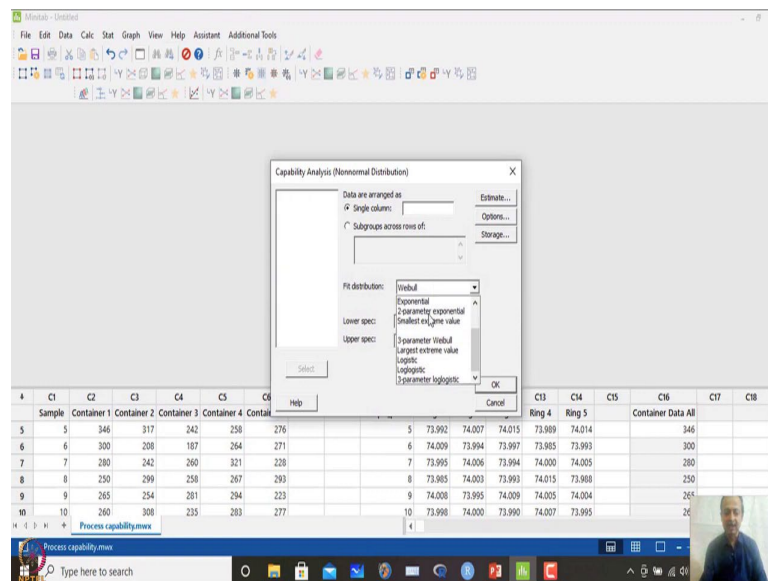 Minitab - Untitled
File Edit Data Calc Stat Graph View Help Assistant Additional Tools
Capability Analysis (Nonnormal Distribution) X
Data are arranged as
Single column:
Subgroups across rows of:
Estimate...
Options...
Storage...
Fit distribution: Weibull
Exponential
2-parameter exponential
Smallest extreme value
3-parameter Weibull
Largest extreme value
Logistic
Loglogistic
3-parameter loglogistic
Lower spec:
Upper spec:
Select
Help
OK
Cancel
C1 C2 C3 C4 C5 C6 C13 C14 C15 C16 C17 C18
Sample Container 1 Container 2 Container 3 Container 4 Contai Ring 4 Ring 5 Container Data All
5 5 346 317 242 258 276 5 73.992 74.007 74.015 73.989 74.014 346
6 6 300 208 187 264 271 6 74.009 73.994 73.997 73.985 73.993 300
7 7 280 242 260 321 228 7 73.995 74.006 73.994 74.000 74.005 280
8 8 250 299 258 267 293 8 73.985 74.003 73.993 74.015 73.988 250
9 9 265 254 281 294 223 9 74.008 73.995 74.009 74.005 74.004 265
10 10 260 308 235 283 277 10 73.998 74.000 73.990 74.007 73.995 26
Process capability.mwx
Process capability.mwx
Type here to search
NPTEL